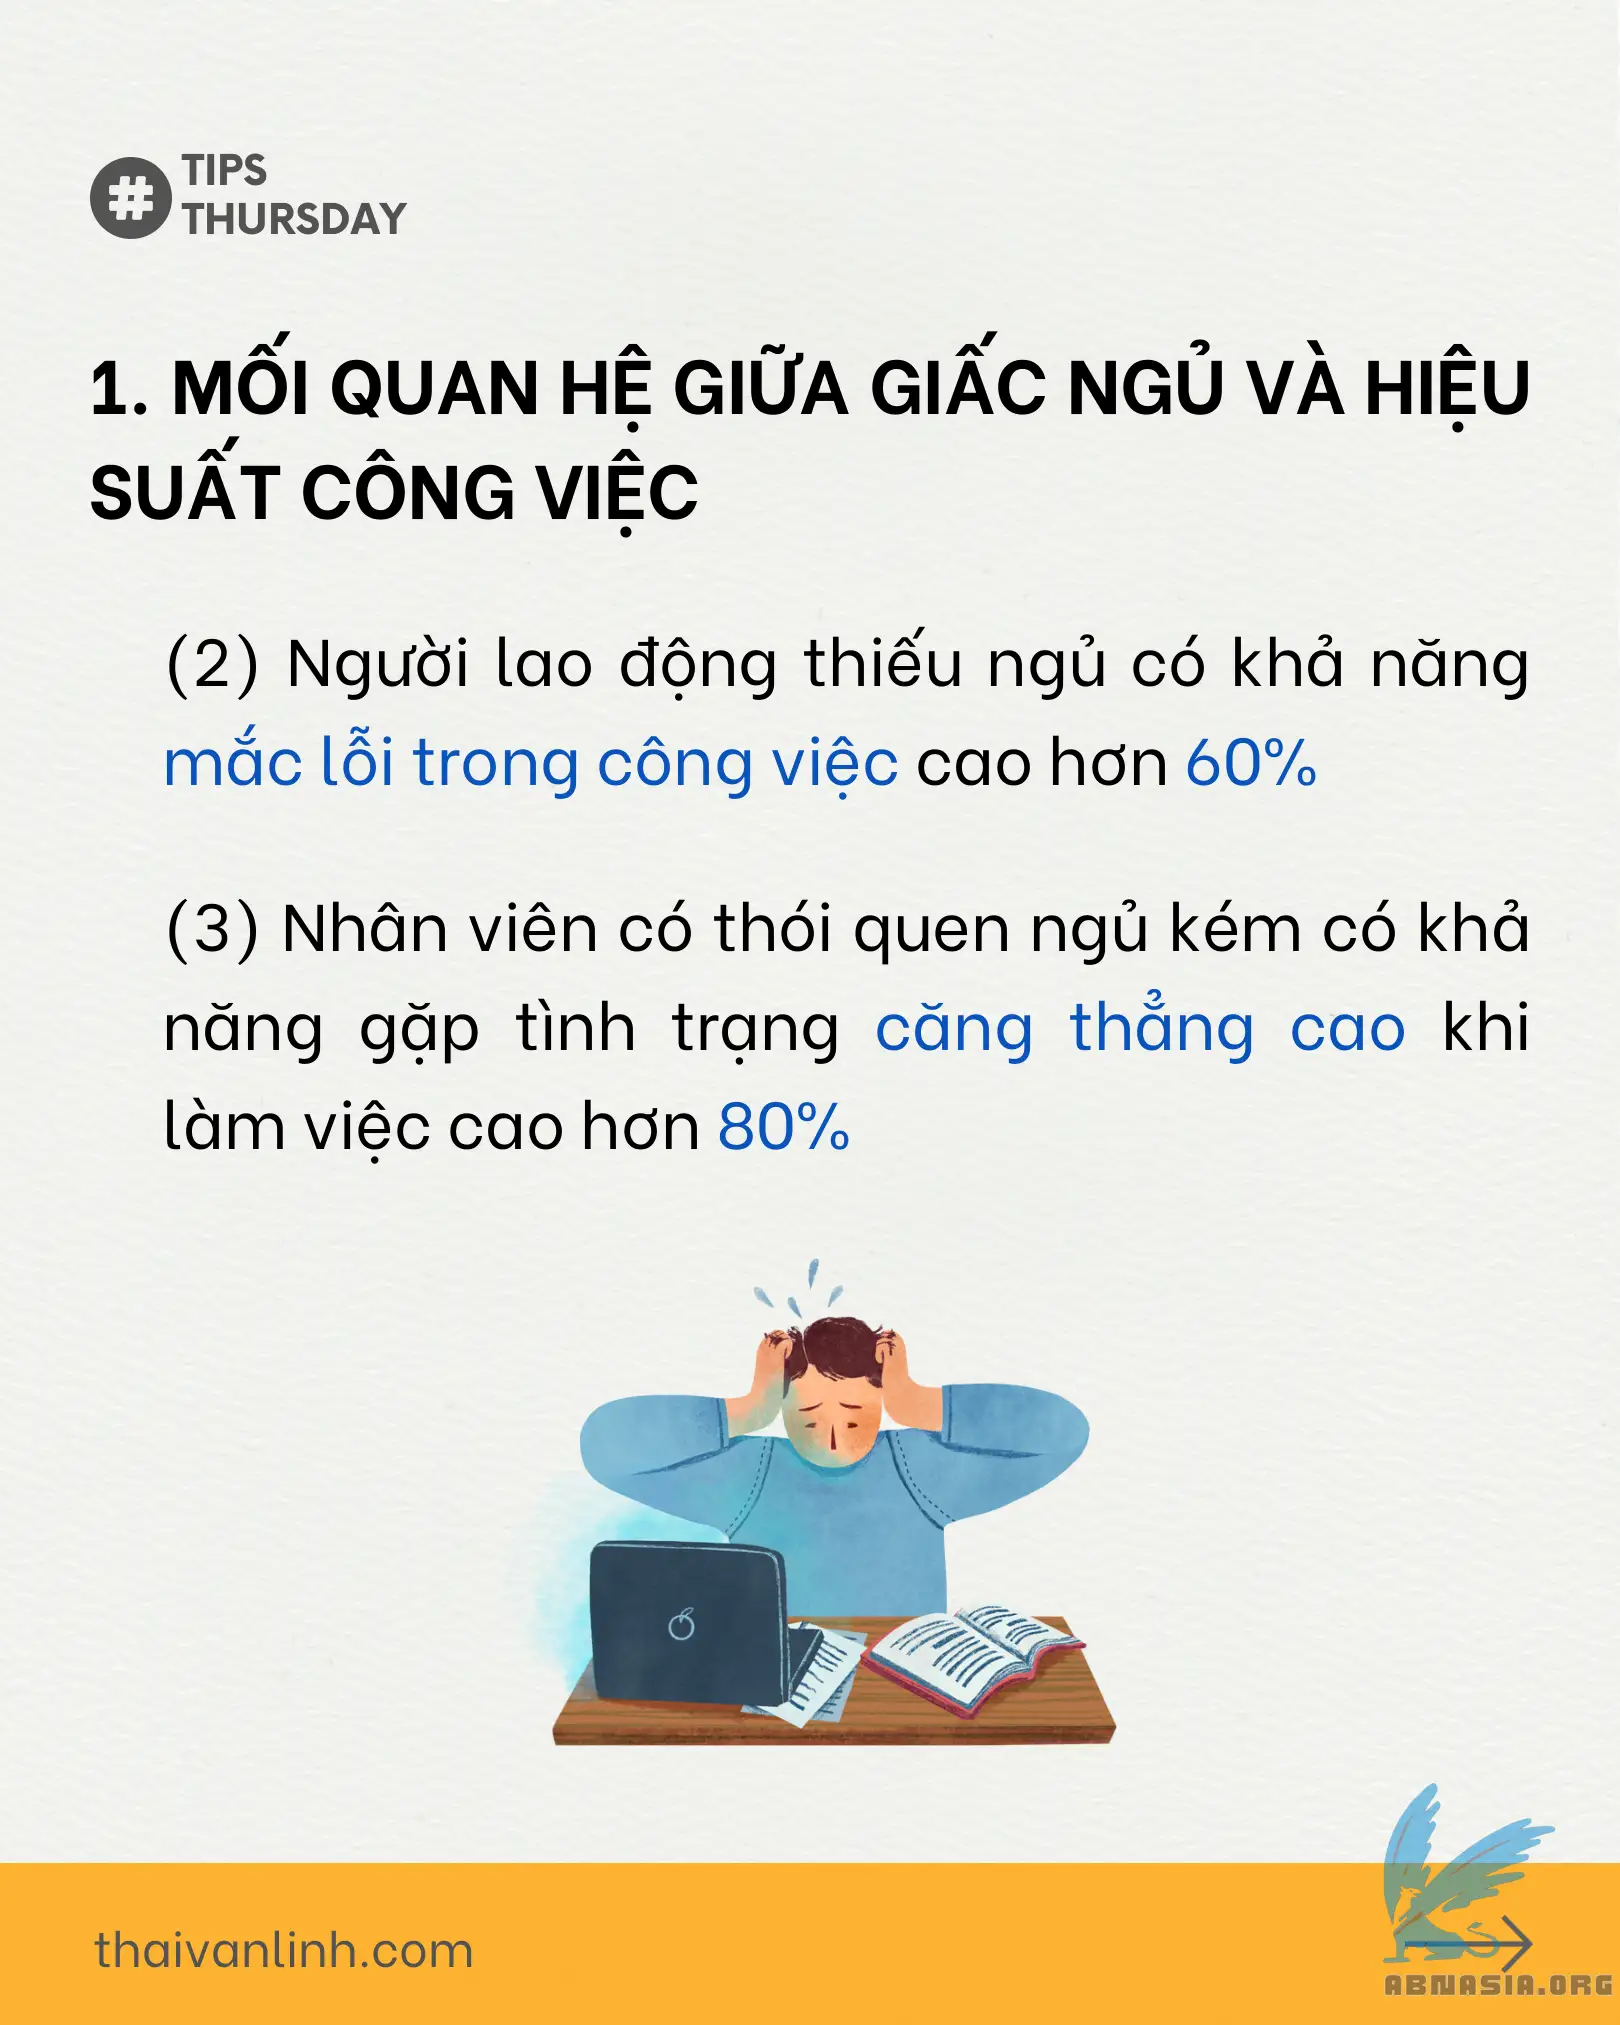 #
TIPS
THURSDAY
1. MỐI QUAN HỆ GIỮA GIẤC NGỦ VÀ HIỆU
SUẤT CÔNG VIỆC
(2) Người lao động thiếu ngủ có khả năng
mắc lỗi trong công việc cao hơn 60%
(3) Nhân viên có thói quen ngủ kém có khả
năng gặp tình trạng căng thẳng cao khi
làm việc cao hơn 80%
thaivanlinh.com
ABNASIA.ORG